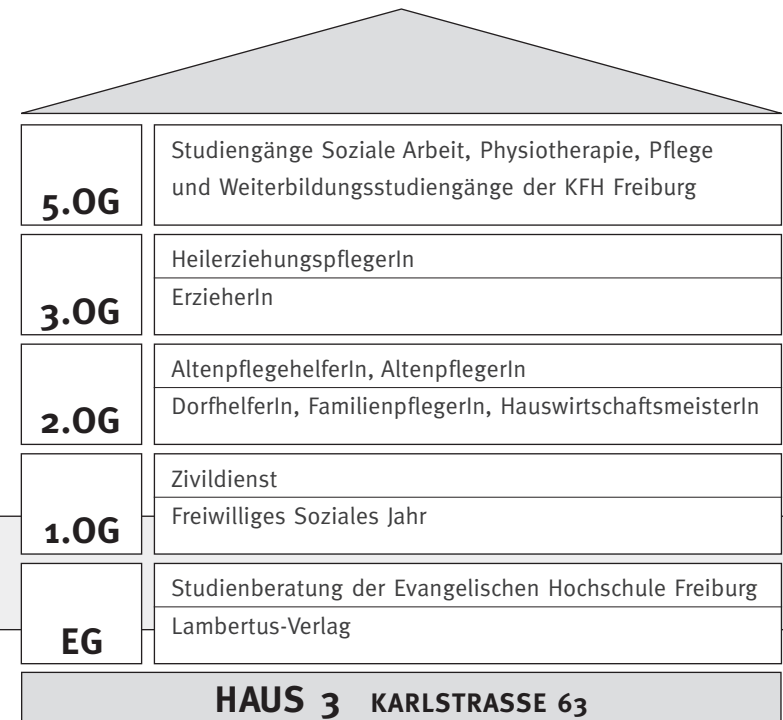 5.OG
Studiengänge Soziale Arbeit, Physiotherapie, Pflege
und Weiterbildungsstudiengänge der KFH Freiburg
3.OG
HeilerziehungspflegerIn
ErzieherIn
2.OG
AltenpflegehelferIn, AltenpflegerIn
DorfhelferIn, FamilienpflegerIn, HauswirtschaftsmeisterIn
1.OG
Zivildienst
Freiwilliges Soziales Jahr
EG
Studienberatung der Evangelischen Hochschule Freiburg
Lambertus-Verlag
HAUS 3 KARLSTRASSE 63